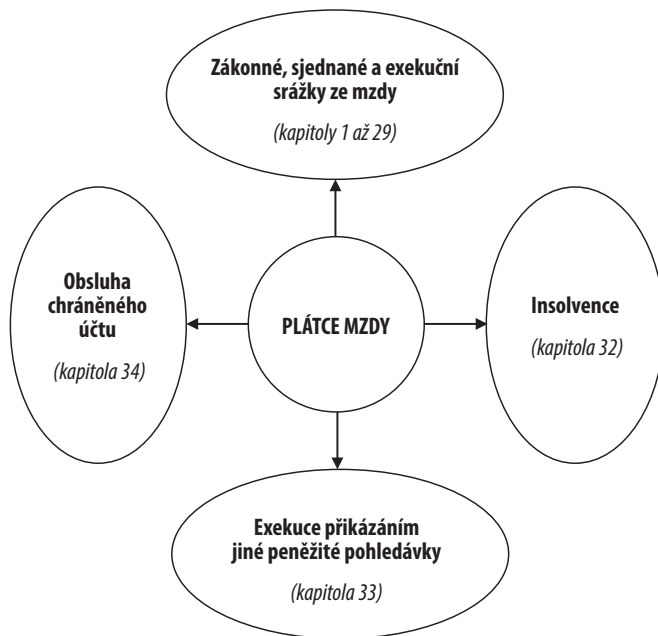 Zákonné, sjednané a exekuční
srážky ze mzdy
(kapitoly 1 až 29)
Obsluha
chráněného
účtu
(kapitola 34)
PLÁTCE MZDY
Insolvence
(kapitola 32)
Exekuce přikázáním
jiné peněžité pohledávky
(kapitola 33)